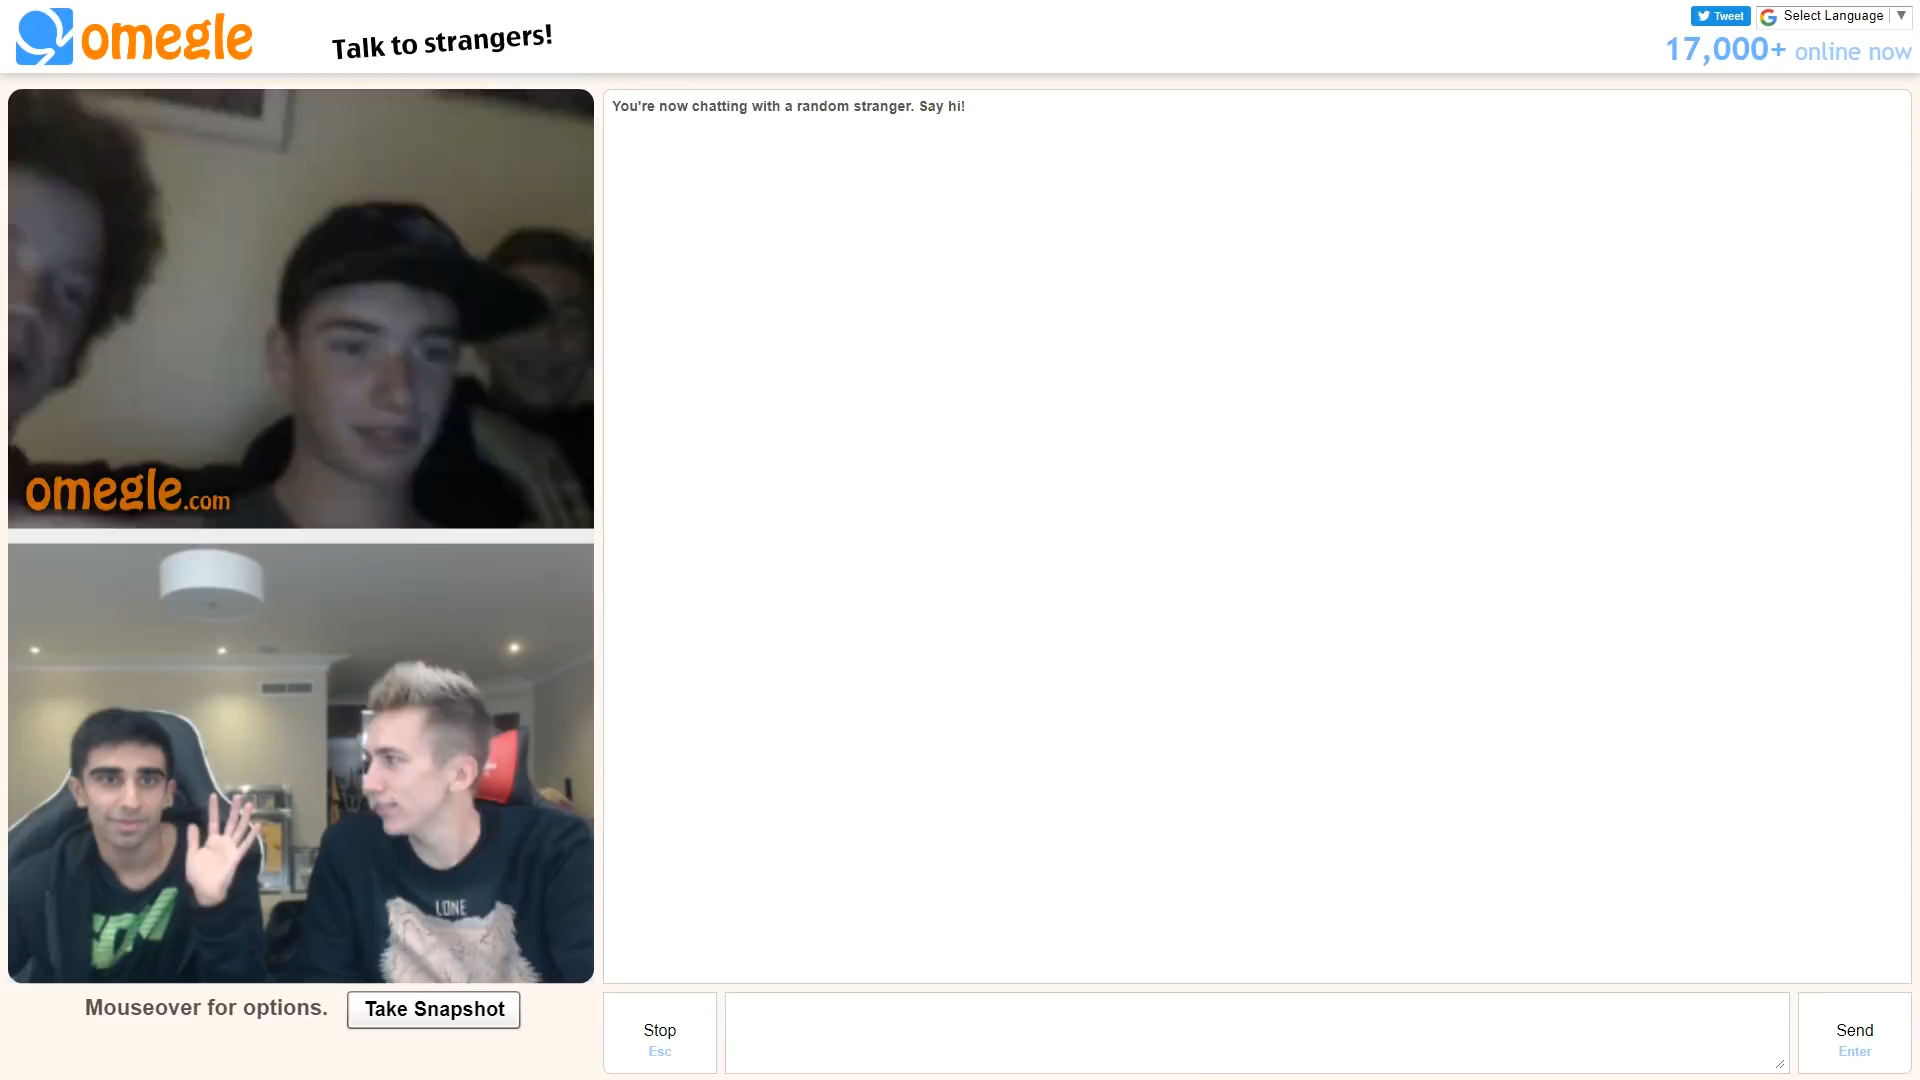 omegle
Talk to strangers!
Tweet
Select Language ▼
17,000+ online now
You're now chatting with a random stranger. Say hi!
omegle.com
LONE
Mouseover for options.
Take Snapshot
Stop
Esc
Send
Enter